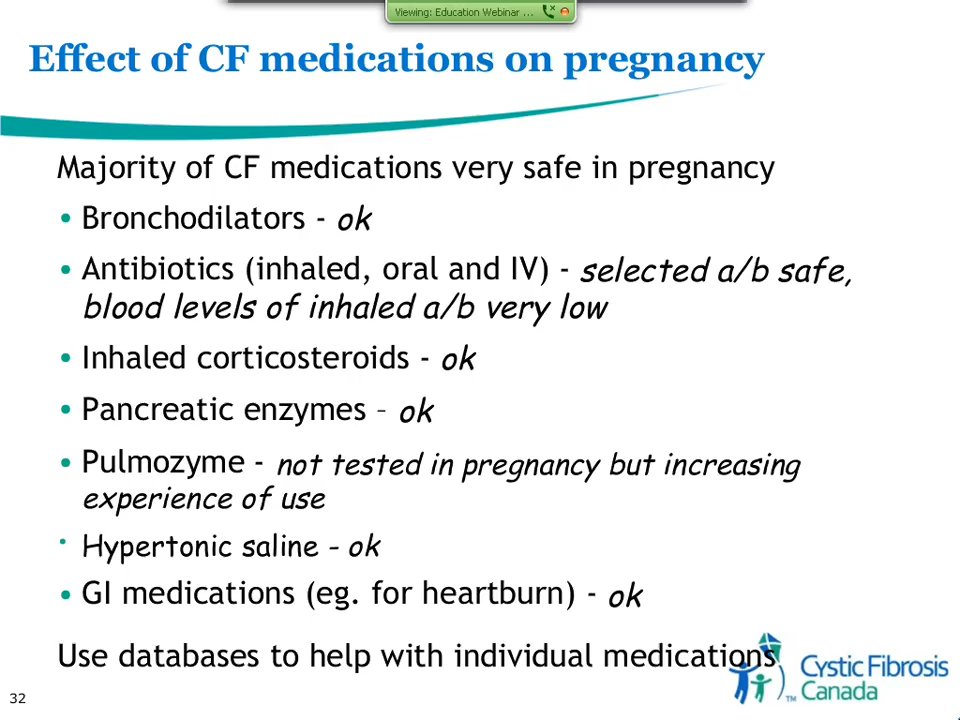 Viewing: Education Webinar ...
Effect of CF medications on pregnancy
Majority of CF medications very safe in pregnancy
• Bronchodilators - ok
• Antibiotics (inhaled, oral and IV) - selected a/b safe,
blood levels of inhaled a/b very low
• Inhaled corticosteroids - ok
• Pancreatic enzymes – ok
• Pulmozyme - not tested in pregnancy but increasing
experience of use
• Hypertonic saline - ok
• GI medications (eg. for heartburn) - ok
Use databases to help with individual medications
Cystic Fibrosis
™ Canada
32